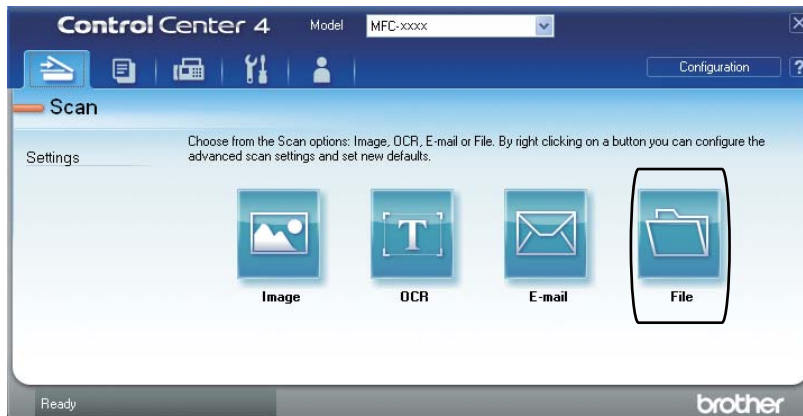 Control Center 4
Model
MFC-xxxx
Configuration
?
Scan
Settings
Choose from the Scan options: Image, OCR, E-mail or File. By right clicking on a button you can configure the
advanced scan settings and set new defaults.
T
Image
OCR
E-mail
File
Ready
brother